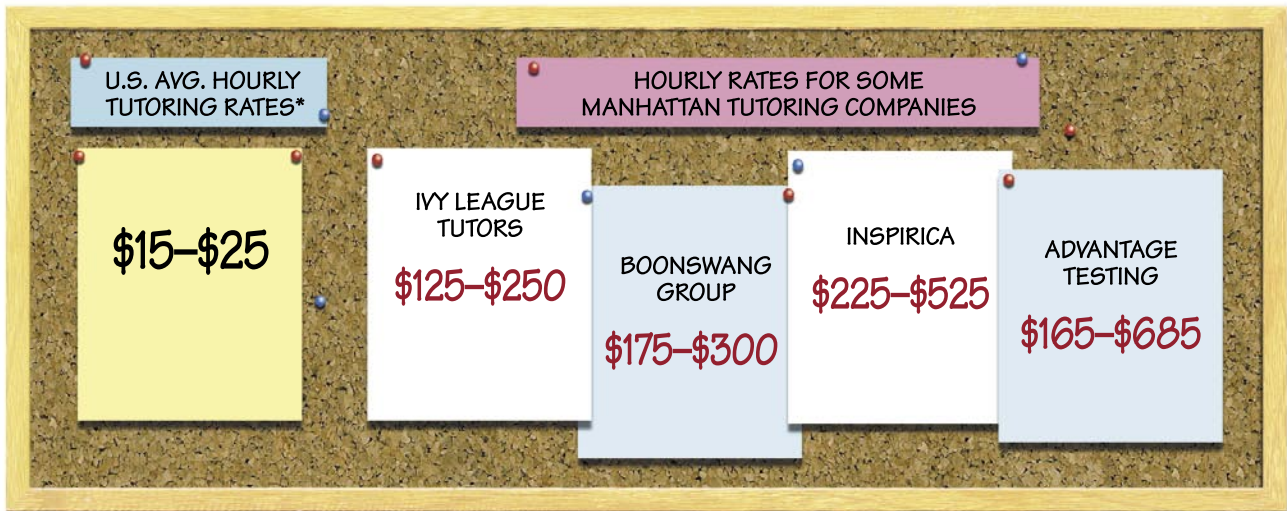 U.S. AVG. HOURLY
TUTORING RATES*
$15–$25
HOURLY RATES FOR SOME
MANHATTAN TUTORING COMPANIES
IVY LEAGUE
TUTORS
$125–$250
BOONSWANG
GROUP
$175–$300
INSPIRICA
$225–$525
ADVANTAGE
TESTING
$165–$685